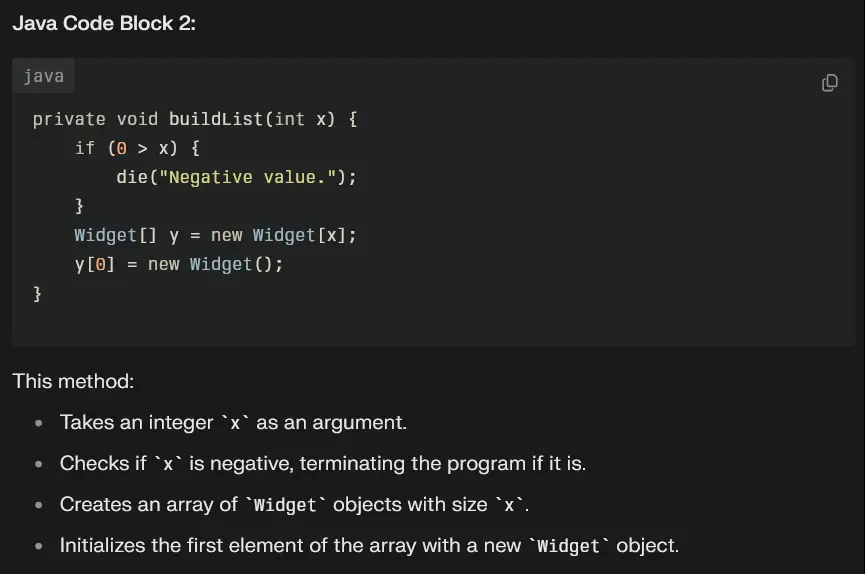 Java Code Block 2:
java
private void buildList(int x) {
    if (0 > x) {
        die("Negative value.");
    }
    Widget[] y = new Widget[x];
    y[0] = new Widget();
}
This method:
• Takes an integer `x` as an argument.
• Checks if `x` is negative, terminating the program if it is.
• Creates an array of `Widget` objects with size `x`.
• Initializes the first element of the array with a new `Widget` object.